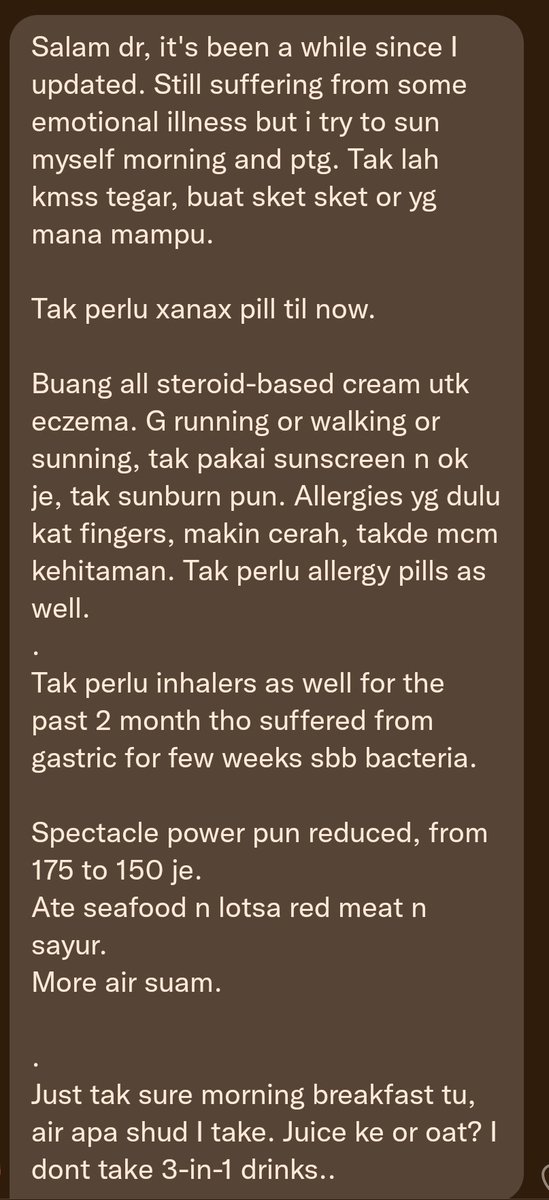 Salam dr, it's been a while since I
updated. Still suffering from some
emotional illness but i try to sun
myself morning and ptg. Tak lah
kmss tegar, buat sket sket or yg
mana mampu.
Tak perlu xanax pill til now.
Buang all steroid-based cream utk
eczema. G running or walking or
sunning, tak pakai sunscreen n ok
je, tak sunburn pun. Allergies yg dulu
kat fingers, makin cerah, takde mcm
kehitaman. Tak perlu allergy pills as
well.
.
Tak perlu inhalers as well for the
past 2 month tho suffered from
gastric for few weeks sbb bacteria.
Spectacle power pun reduced, from
175 to 150 je.
Ate seafood n lotsa red meat n
sayur.
More air suam.
.
Just tak sure morning breakfast tu,
air apa shud I take. Juice ke or oat? I
dont take 3-in-1 drinks..